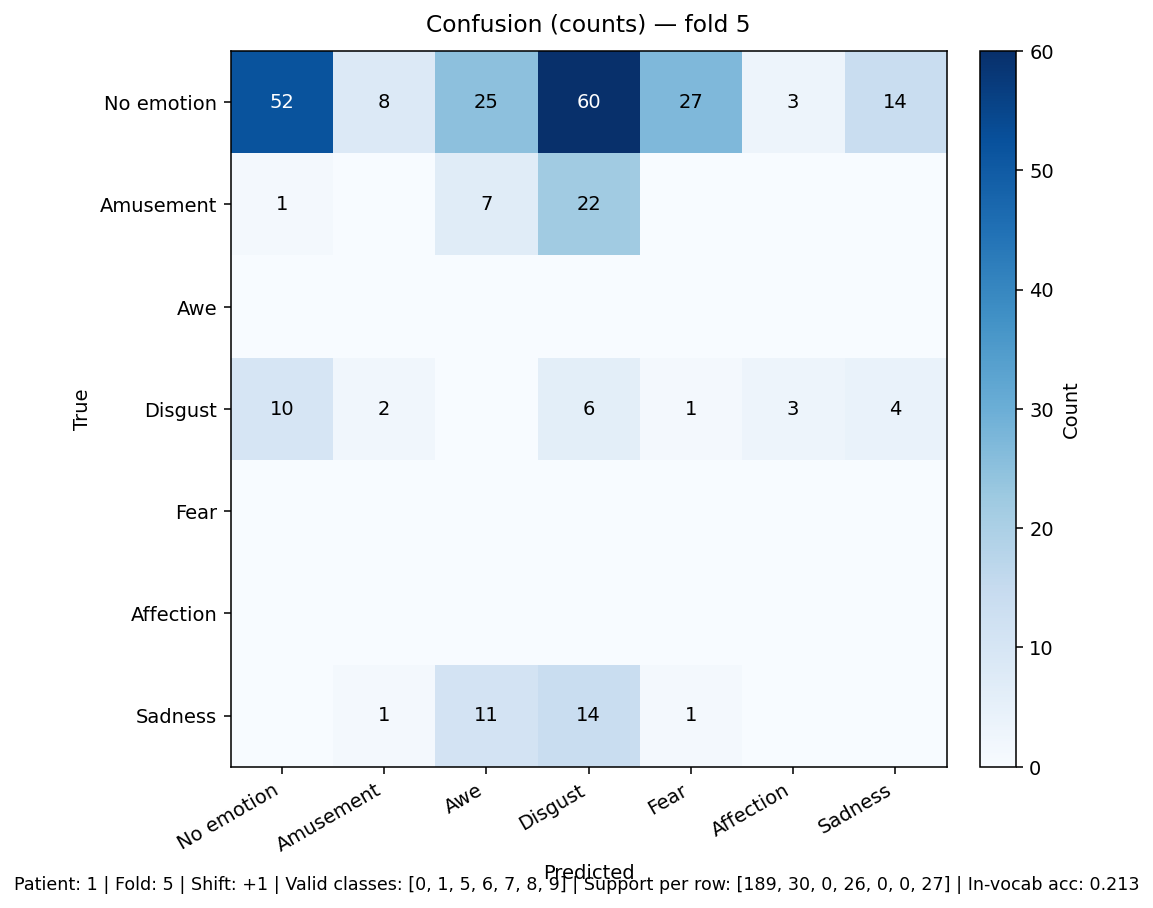 Confusion (counts) — fold 5
No emotion 52 8 25 60 27 3 14
Amusement 1 7 22
Awe
Disgust 10 2 6 1 3 4
Fear
Affection
Sadness 1 11 14 1
No emotion Amusement Awe Disgust Fear Affection Sadness
True
Predicted
60
50
40
30
20
10
0
Count
Patient: 1 | Fold: 5 | Shift: +1 | Valid classes: [0, 1, 5, 6, 7, 8, 9] | Support per row: [189, 30, 0, 26, 0, 0, 27] | In-vocab acc: 0.213